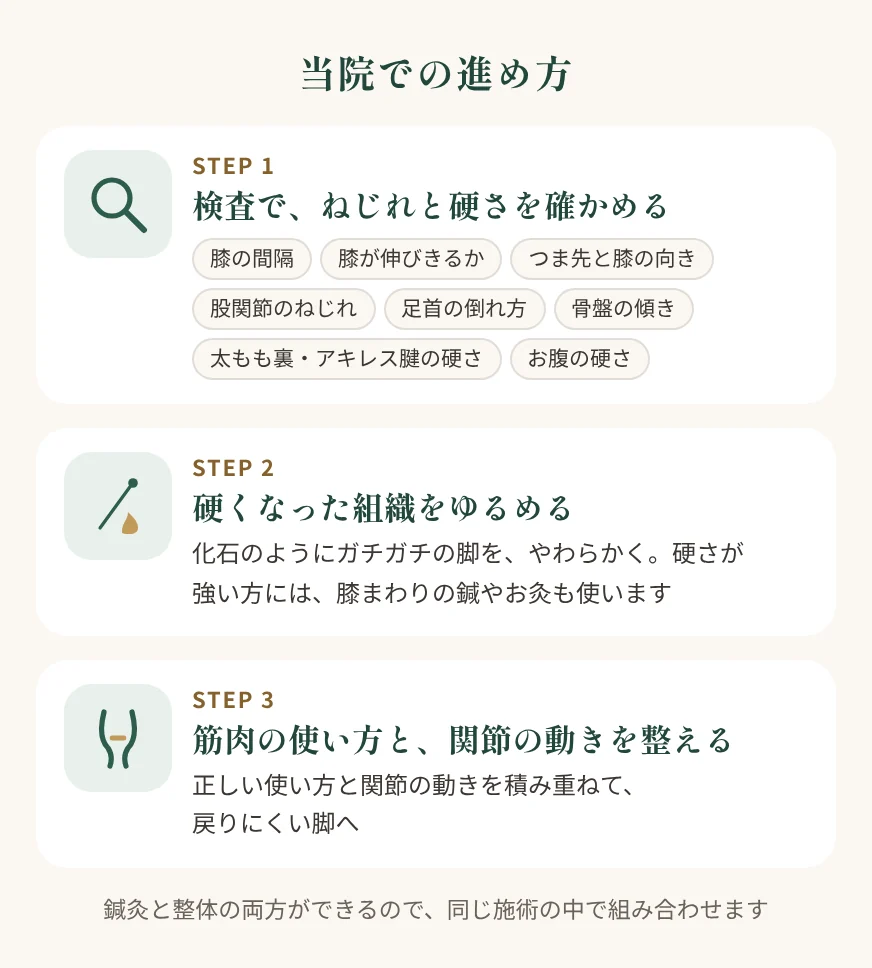 当院での進め方
STEP 1
検査で、ねじれと硬さを確かめる
膝の間隔 膝が伸びきるか つま先と膝の向き
股関節のねじれ 足首の倒れ方 骨盤の傾き
太もも裏・アキレス腱の硬さ お腹の硬さ
STEP 2
硬くなった組織をゆるめる
化石のようにガチガチの脚を、やわらかく。硬さが
強い方には、膝まわりの鍼やお灸も使います
STEP 3
筋肉の使い方と、関節の動きを整える
正しい使い方と関節の動きを積み重ねて、
戻りにくい脚へ
鍼灸と整体の両方ができるので、同じ施術の中で組み合わせます